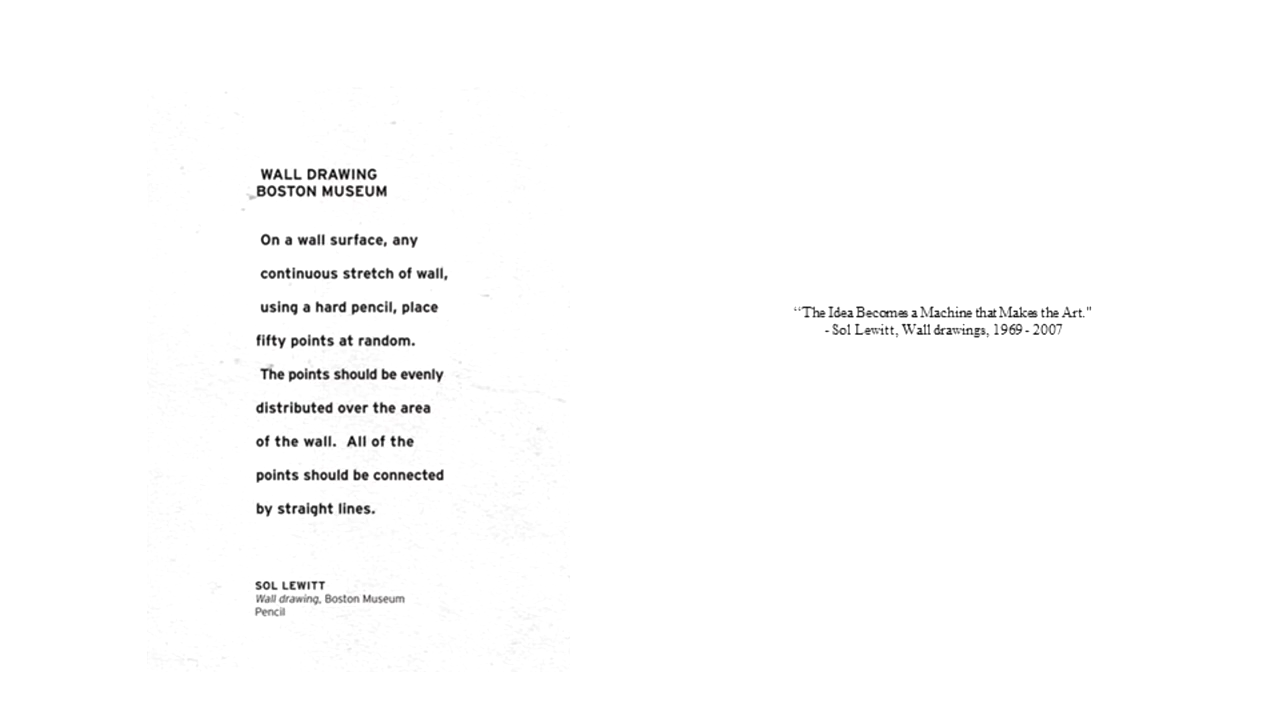 WALL DRAWING
BOSTON MUSEUM
On a wall surface, any
continuous stretch of wall,
using a hard pencil, place
fifty points at random.
The points should be evenly
distributed over the area
of the wall.  All of the
points should be connected
by straight lines.
SOL LEWITT
Wall drawing, Boston Museum
Pencil
“The Idea Becomes a Machine that Makes the Art."
- Sol Lewitt, Wall drawings, 1969 - 2007